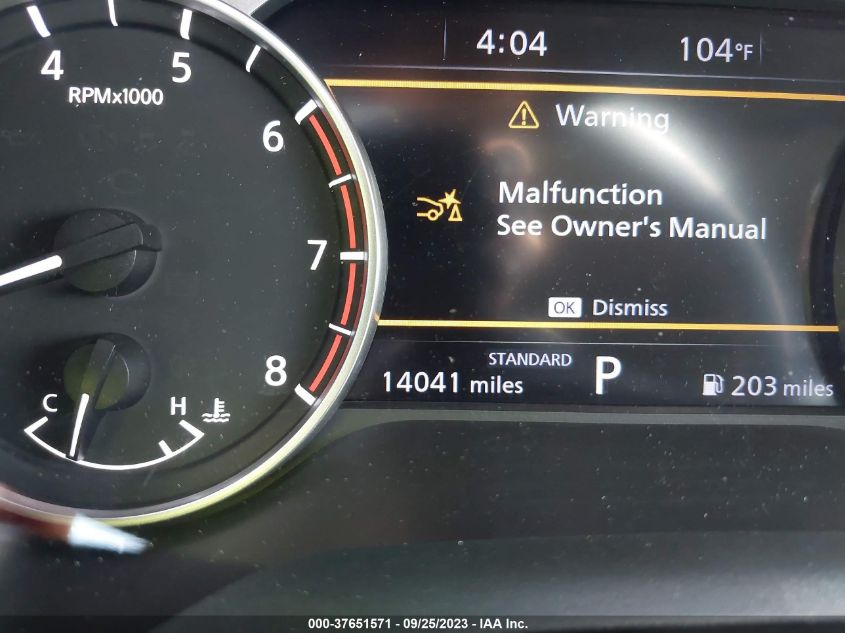 4:04 104°F
4 5
RPMx1000
Warning
6
Malfunction
See Owner's Manual
7
OK Dismiss
STANDARD
8
14041 miles P 203 miles
C H
000-37651571 - 09/25/2023 - IAA Inc.